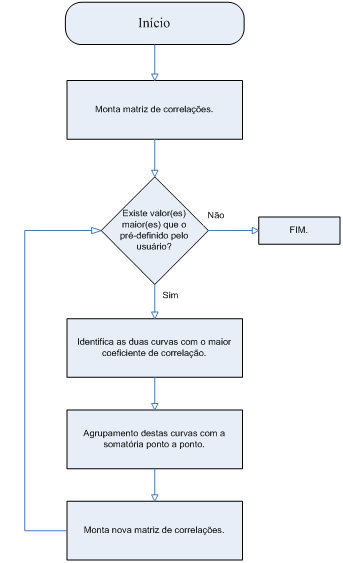 Início
Monta matriz de correlações.
Existe valor(es)
maior(es) que o
pré-definido pelo
usuário?
Não
FIM.
Sim
Identifica as duas curvas com o maior
coeficiente de correlação.
Agrupamento destas curvas com a
somatória ponto a ponto.
Monta nova matriz de correlações.